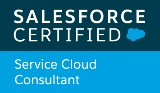 SALESFORCE
CERTIFIED
Service Cloud
Consultant